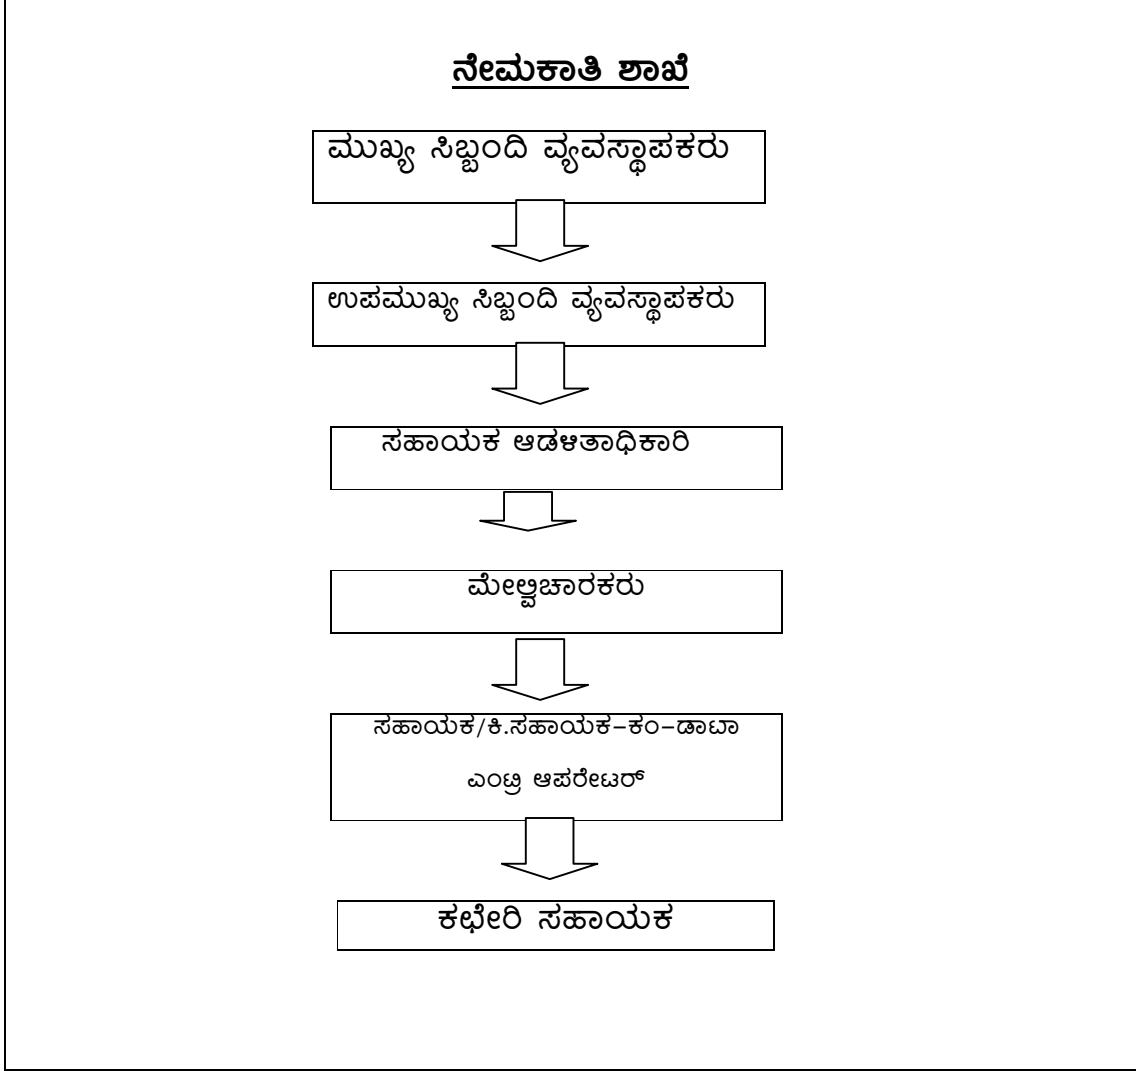 ನೇಮಕಾತಿ ಶಾಖೆ
ಮುಖ್ಯ ಸಿಬ್ಬಂದಿ ವ್ಯವಸ್ಥಾಪಕರು
ಉಪಮುಖ್ಯ ಸಿಬ್ಬಂದಿ ವ್ಯವಸ್ಥಾಪಕರು
ಸಹಾಯಕ ಆಡಳಿತಾಧಿಕಾರಿ
ಮೇಲ್ವಿಚಾರಕರು
ಸಹಾಯಕ/ಕಿ.ಸಹಾಯಕ-ಕಂ-ಡಾಟಾ
ಎಂಟ್ರಿ ಆಪರೇಟರ್
ಕಛೇರಿ ಸಹಾಯಕ